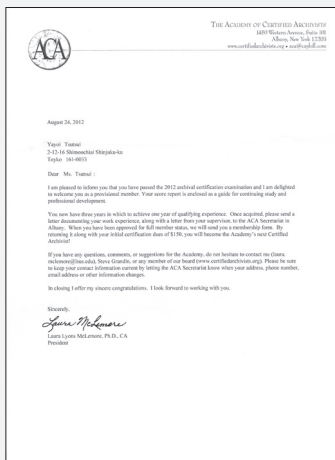 THE ACADEMY OF CERTIFIED ARCHIVISTS
1450 Western Avenue, Suite 101
Albany, New York 12203
www.certifiedarchivists.org • aca@caphill.com
ACA
August 24, 2012
Yayoi Tsutsui
2-12-16 Shimoochiai Shinjuku-ku
Toyko 161-0033
Dear Ms. Tsutsui :
I am pleased to inform you that you have passed the 2012 archival certification examination and I am delighted
to welcome you as a provisional member. Your score report is enclosed as a guide for continuing study and
professional development.
You now have three years in which to achieve one year of qualifying experience. Once acquired, please send a
letter documenting your work experience, along with a letter from your supervision, to the ACA Secretariat in
Albany. When you have been approved for full member status, we will send you a membership form. By
returning it along with your initial certification dues of $150, you will become the Academy's next Certified
Archivist!
If you have any questions, comments, or suggestions for the Academy, do not hesitate to contact me (laura.
mclemore@lsus.edu), Steve Grandin, or any member of our board (www.certifiedarchivists.org). Please be sure
to keep your contact information current by letting the ACA Secretariat know when your address, phone number,
email address or other information changes.
In closing I offer my sincere congratulations. I look forward to working with you.
Sincerely,
Laura McLemore
Laura Lyons McLemore, Ph.D., CA
President